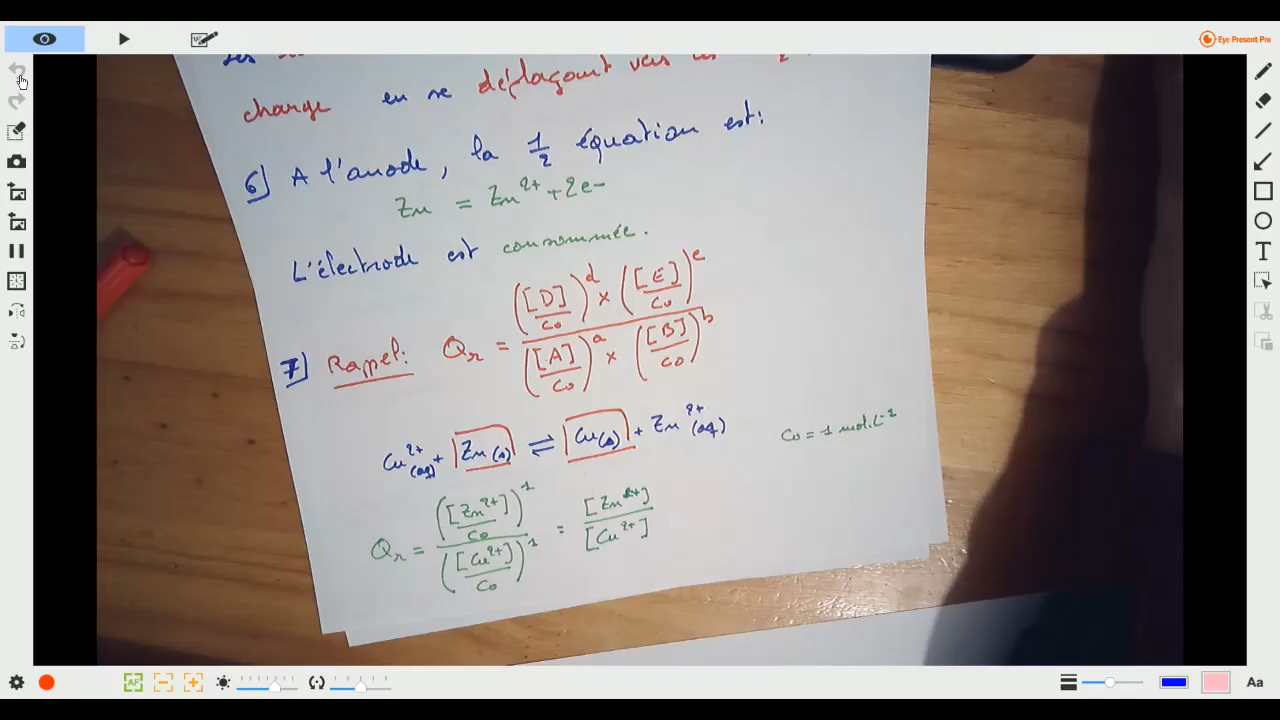 Eye Present Pro
charge en se déplaçant vers
6) A l'anode, la 1/2 équation est:
Zn = Zn2+ + 2e-
L'électrode est consommée.
7) Rappel: Qr = (([D]/C0)^d × ([E]/C0)^e) / (([A]/C0)^a × ([B]/C0)^b)
Cu2+(aq) + Zn(s) ⇌ Cu(s) + Zn2+(aq)
C0 = 1 mol.L-1
Qr = ([Zn2+]/C0)^1 / ([Cu2+]/C0)^1 = [Zn2+]/[Cu2+]
Aa